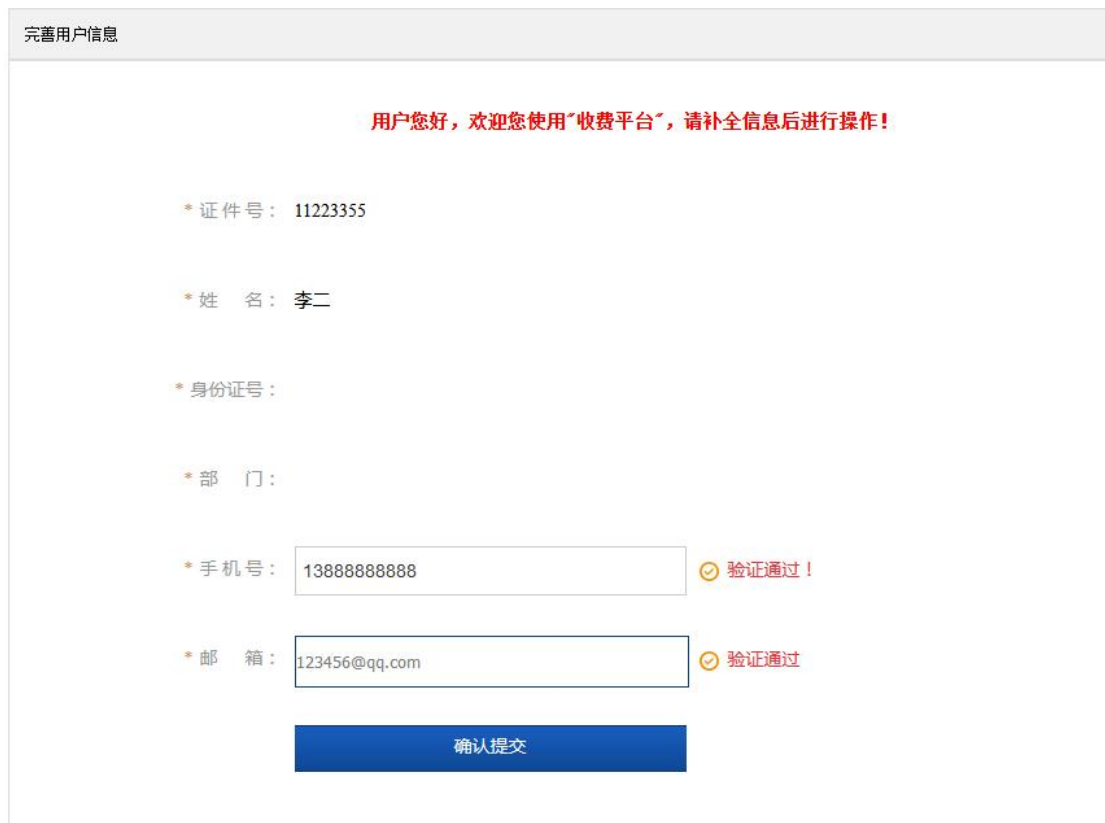 完善用户信息
用户您好，欢迎您使用"收费平台"，请补全信息后进行操作！
* 证件号： 11223355
* 姓 名： 李二
* 身份证号：
* 部 门：
* 手机号： 13888888888 验证通过！
* 邮 箱： 123456@qq.com 验证通过
确认提交